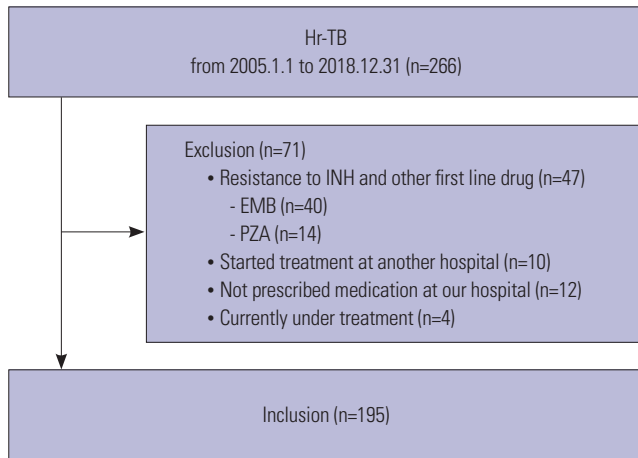 Hr-TB
from 2005.1.1 to 2018.12.31 (n=266)
Exclusion (n=71)
• Resistance to INH and other first line drug (n=47)
- EMB (n=40)
- PZA (n=14)
• Started treatment at another hospital (n=10)
• Not prescribed medication at our hospital (n=12)
• Currently under treatment (n=4)
Inclusion (n=195)